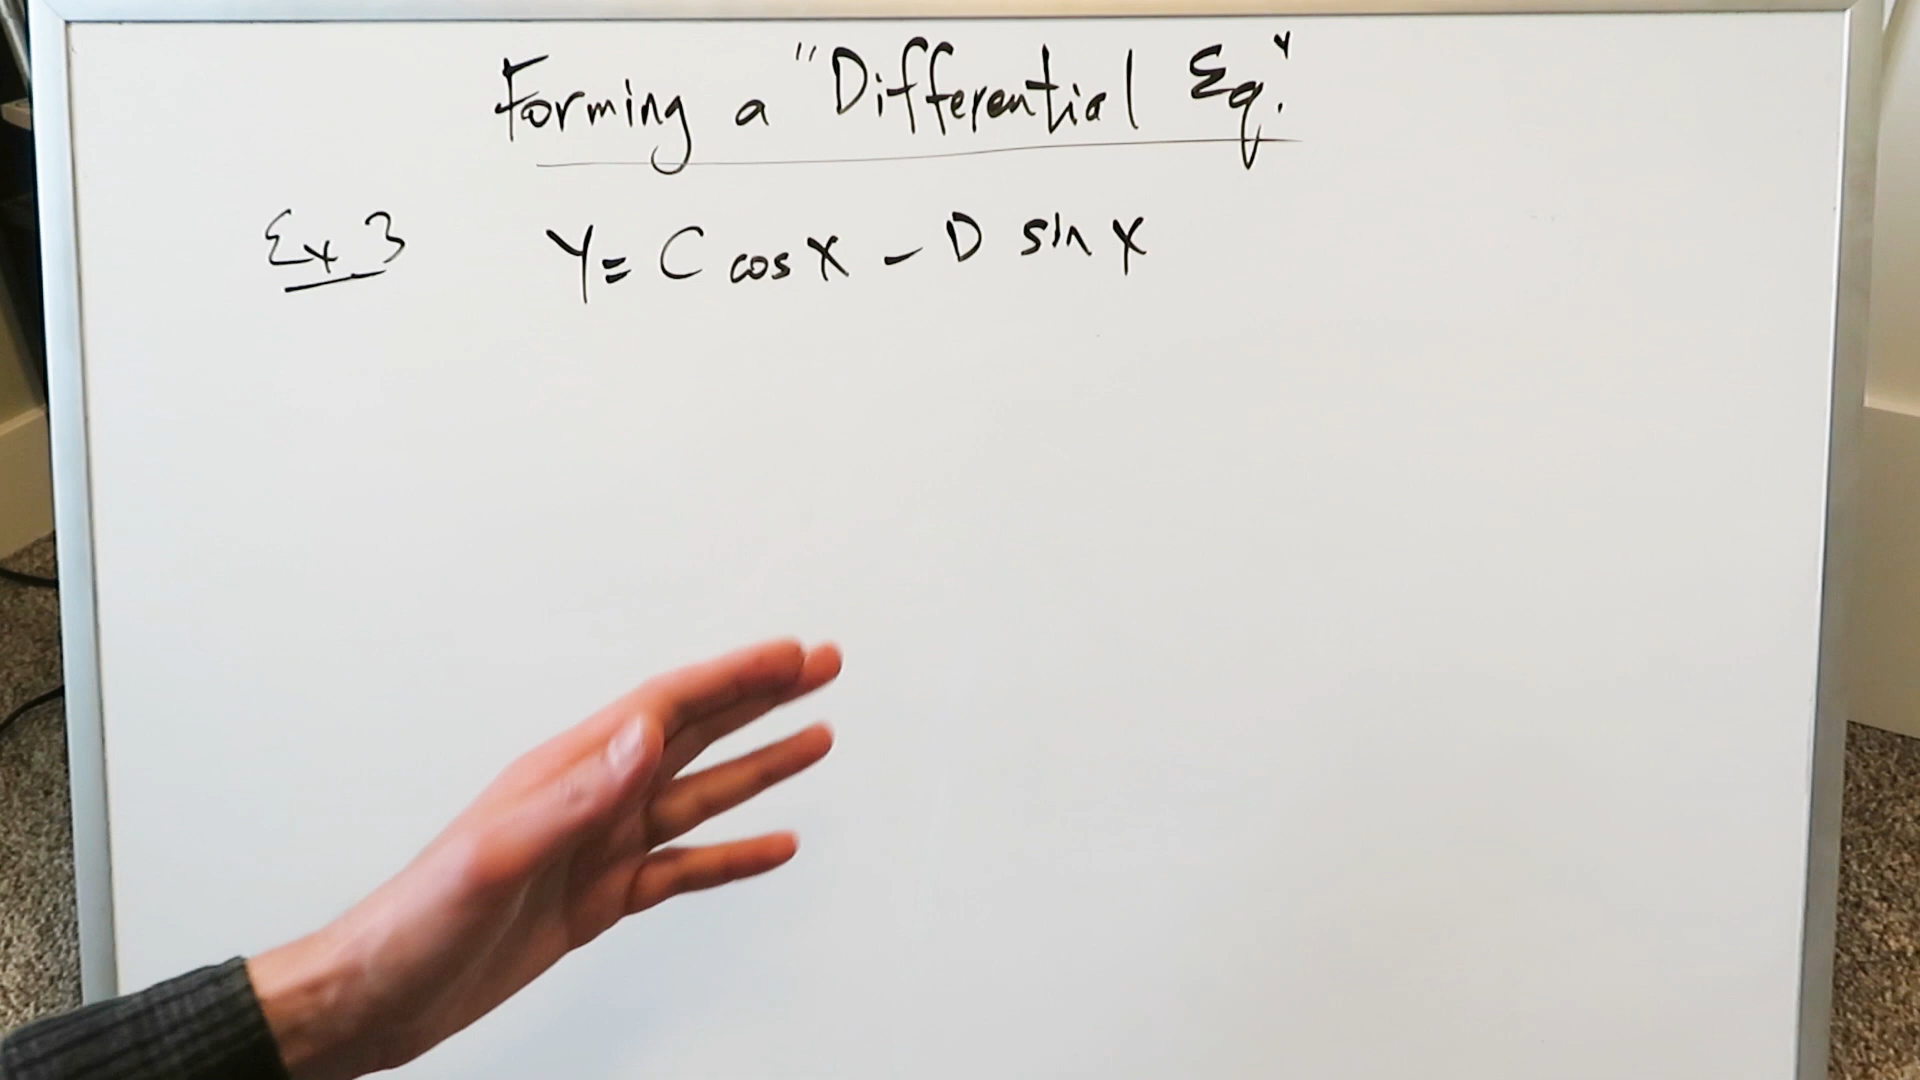 Forming a "Differential Eq."
Ex 3 Y = C cos x - D sin x